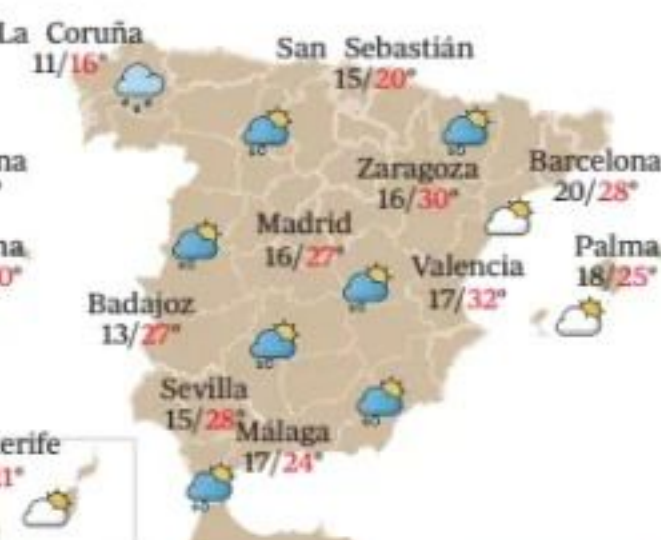 La Coruña
11/16°
San Sebastián
15/20°
Zaragoza
16/30°
Barcelona
20/28°
Madrid
16/27°
Valencia
17/32°
Palma
18/25°
Badajoz
13/27°
Sevilla
15/28°
Málaga
17/24°